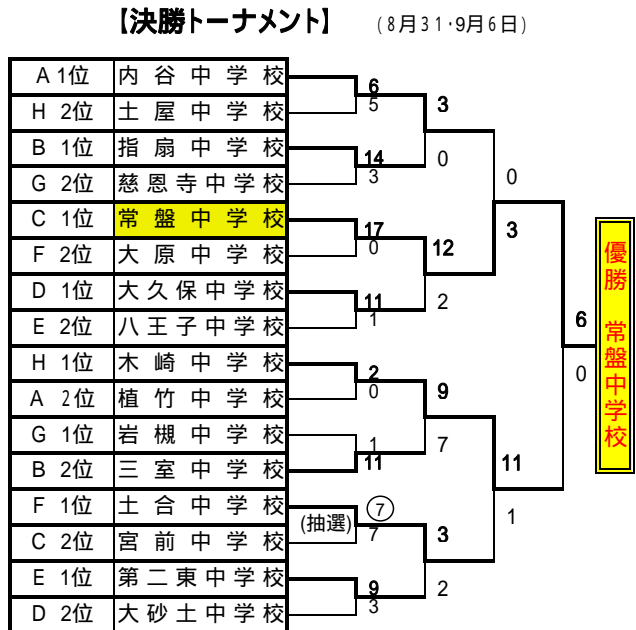 【決勝トーナメント】 (8月31・9月6日)
A 1位 内谷中学校 6
H 2位 土屋中学校 5
3
B 1位 指扇中学校 14
0
G 2位 慈恩寺中学校 3
0
C 1位 常盤中学校 17
3
F 2位 大原中学校 0
12
D 1位 大久保中学校 11
2
E 2位 八王子中学校 1
6
優勝 常盤中学校
H 1位 木崎中学校 2
0
A 2位 植竹中学校 0
9
G 1位 岩槻中学校 1
7
B 2位 三室中学校 11
11
F 1位 土合中学校 ⑦
1
(抽選)
C 2位 宮前中学校 7
3
E 1位 第二東中学校 9
2
D 2位 大砂土中学校 3